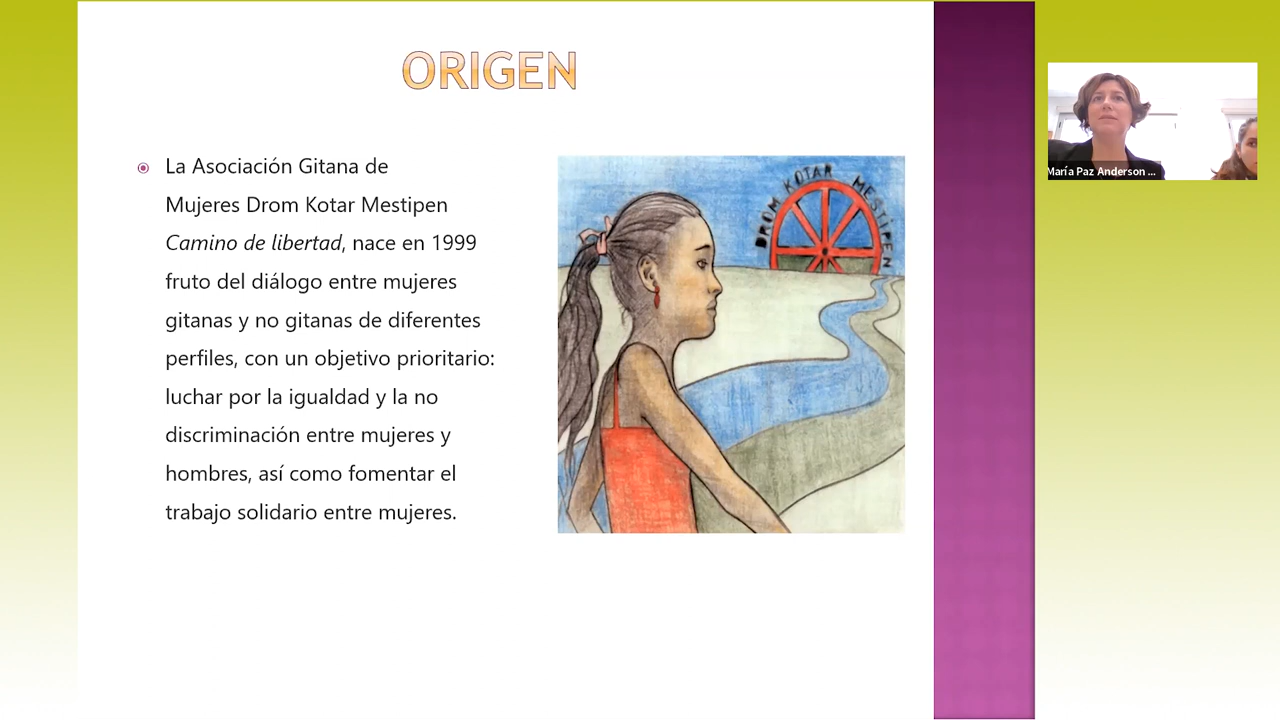 ORIGEN
La Asociación Gitana de
Mujeres Drom Kotar Mestipen
Camino de libertad, nace en 1999
fruto del diálogo entre mujeres
gitanas y no gitanas de diferentes
perfiles, con un objetivo prioritario:
luchar por la igualdad y la no
discriminación entre mujeres y
hombres, así como fomentar el
trabajo solidario entre mujeres.
DROM KOTAR MESTIPEN
María Paz Anderson ...